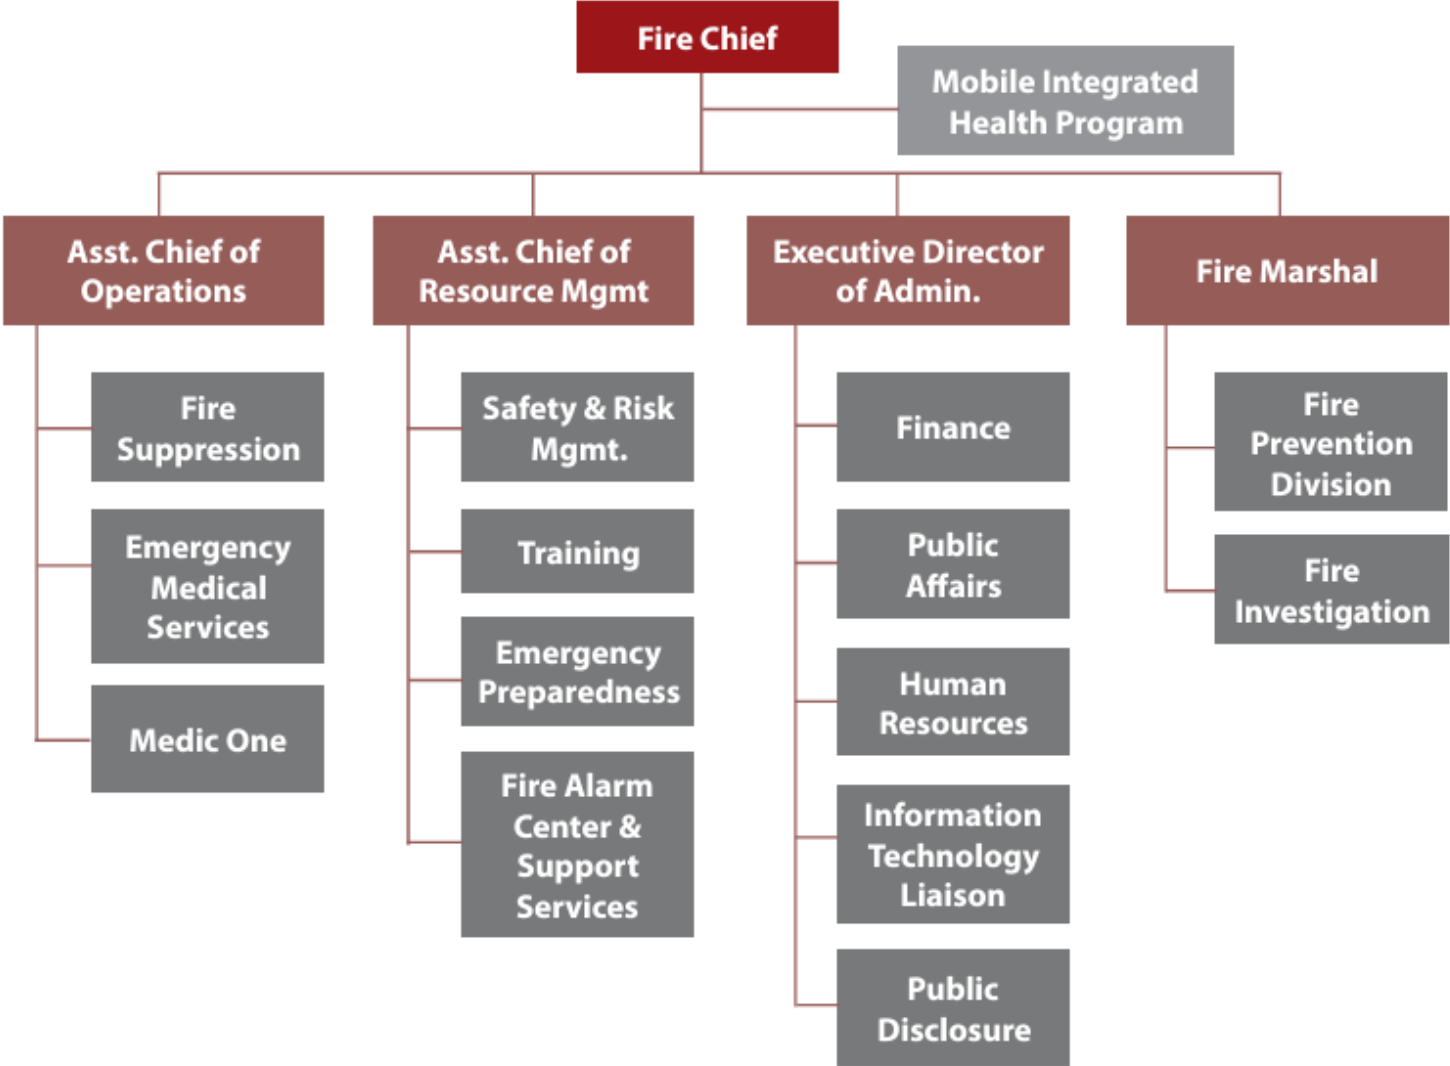 Fire Chief
Mobile Integrated
Health Program
Asst. Chief of
Operations
Fire
Suppression
Emergency
Medical
Services
Medic One
Asst. Chief of
Resource Mgmt
Safety & Risk
Mgmt.
Training
Emergency
Preparedness
Fire Alarm
Center &
Support
Services
Executive Director
of Admin.
Finance
Public
Affairs
Human
Resources
Information
Technology
Liaison
Public
Disclosure
Fire Marshal
Fire
Prevention
Division
Fire
Investigation